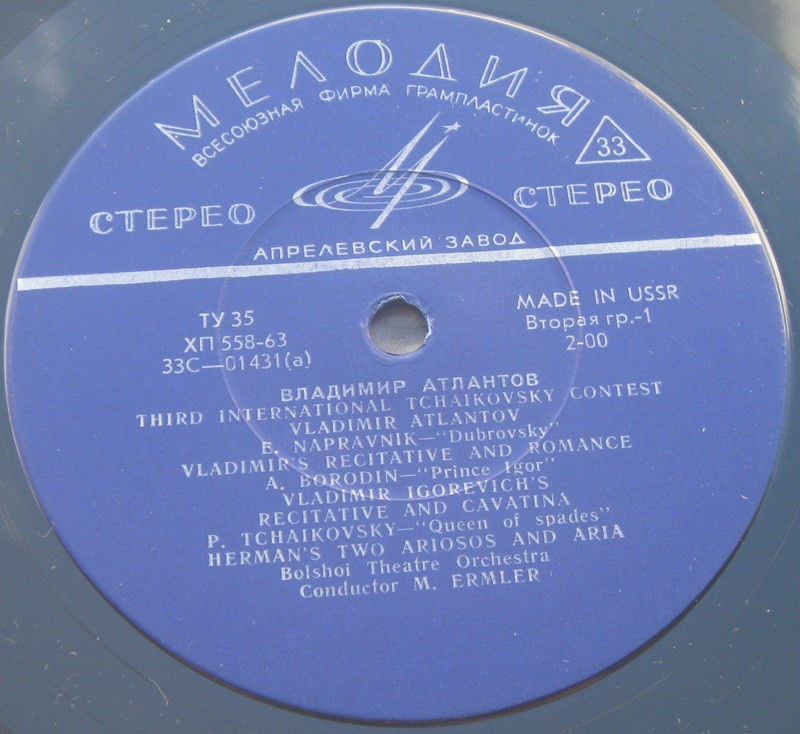 МЕЛОДИЯ
ВСЕСОЮЗНАЯ ФИРМА ГРАМПЛАСТИНОК
33
СТЕРЕО СТЕРЕО
АПРЕЛЕВСКИЙ ЗАВОД
ТУ 35
ХП 558-63
33С—01431(а)
MADE IN USSR
Вторая гр.-1
2-00
ВЛАДИМИР АТЛАНТОВ
THIRD INTERNATIONAL TCHAIKOVSKY CONTEST
VLADIMIR ATLANTOV
E. NAPRAVNIK—"Dubrovsky"
VLADIMIR'S RECITATIVE AND ROMANCE
A. BORODIN—"Prince Igor"
VLADIMIR IGOREVICH'S
RECITATIVE AND CAVATINA
P. TCHAIKOVSKY—"Queen of spades"
HERMAN'S TWO ARIOSOS AND ARIA
Bolshoi Theatre Orchestra
Conductor M. ERMLER